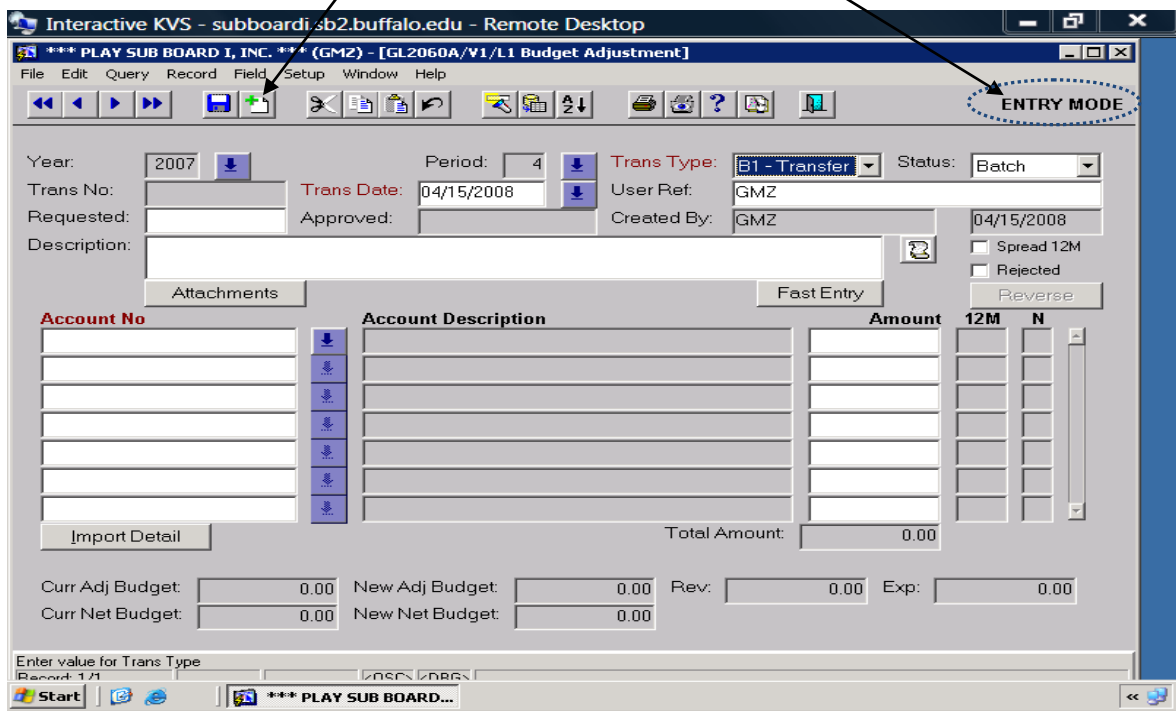 Interactive KVS - subboardi.sb2.buffalo.edu - Remote Desktop
*** PLAY SUB BOARD I, INC. *** (GMZ) - [GL2060A/V1/L1 Budget Adjustment]
File Edit Query Record Field Setup Window Help
ENTRY MODE
Year: 2007 Period: 4 Trans Type: B1 - Transfer Status: Batch
Trans No: Trans Date: 04/15/2008 User Ref: GMZ
Requested: Approved: Created By: GMZ 04/15/2008
Description: Spread 12M
Rejected
Attachments Fast Entry Reverse
Account No Account Description Amount 12M N
Import Detail Total Amount: 0.00
Curr Adj Budget: 0.00 New Adj Budget: 0.00 Rev: 0.00 Exp: 0.00
Curr Net Budget: 0.00 New Net Budget: 0.00
Enter value for Trans Type
Record: 1/1 <OSC> <DBG>
Start *** PLAY SUB BOARD...